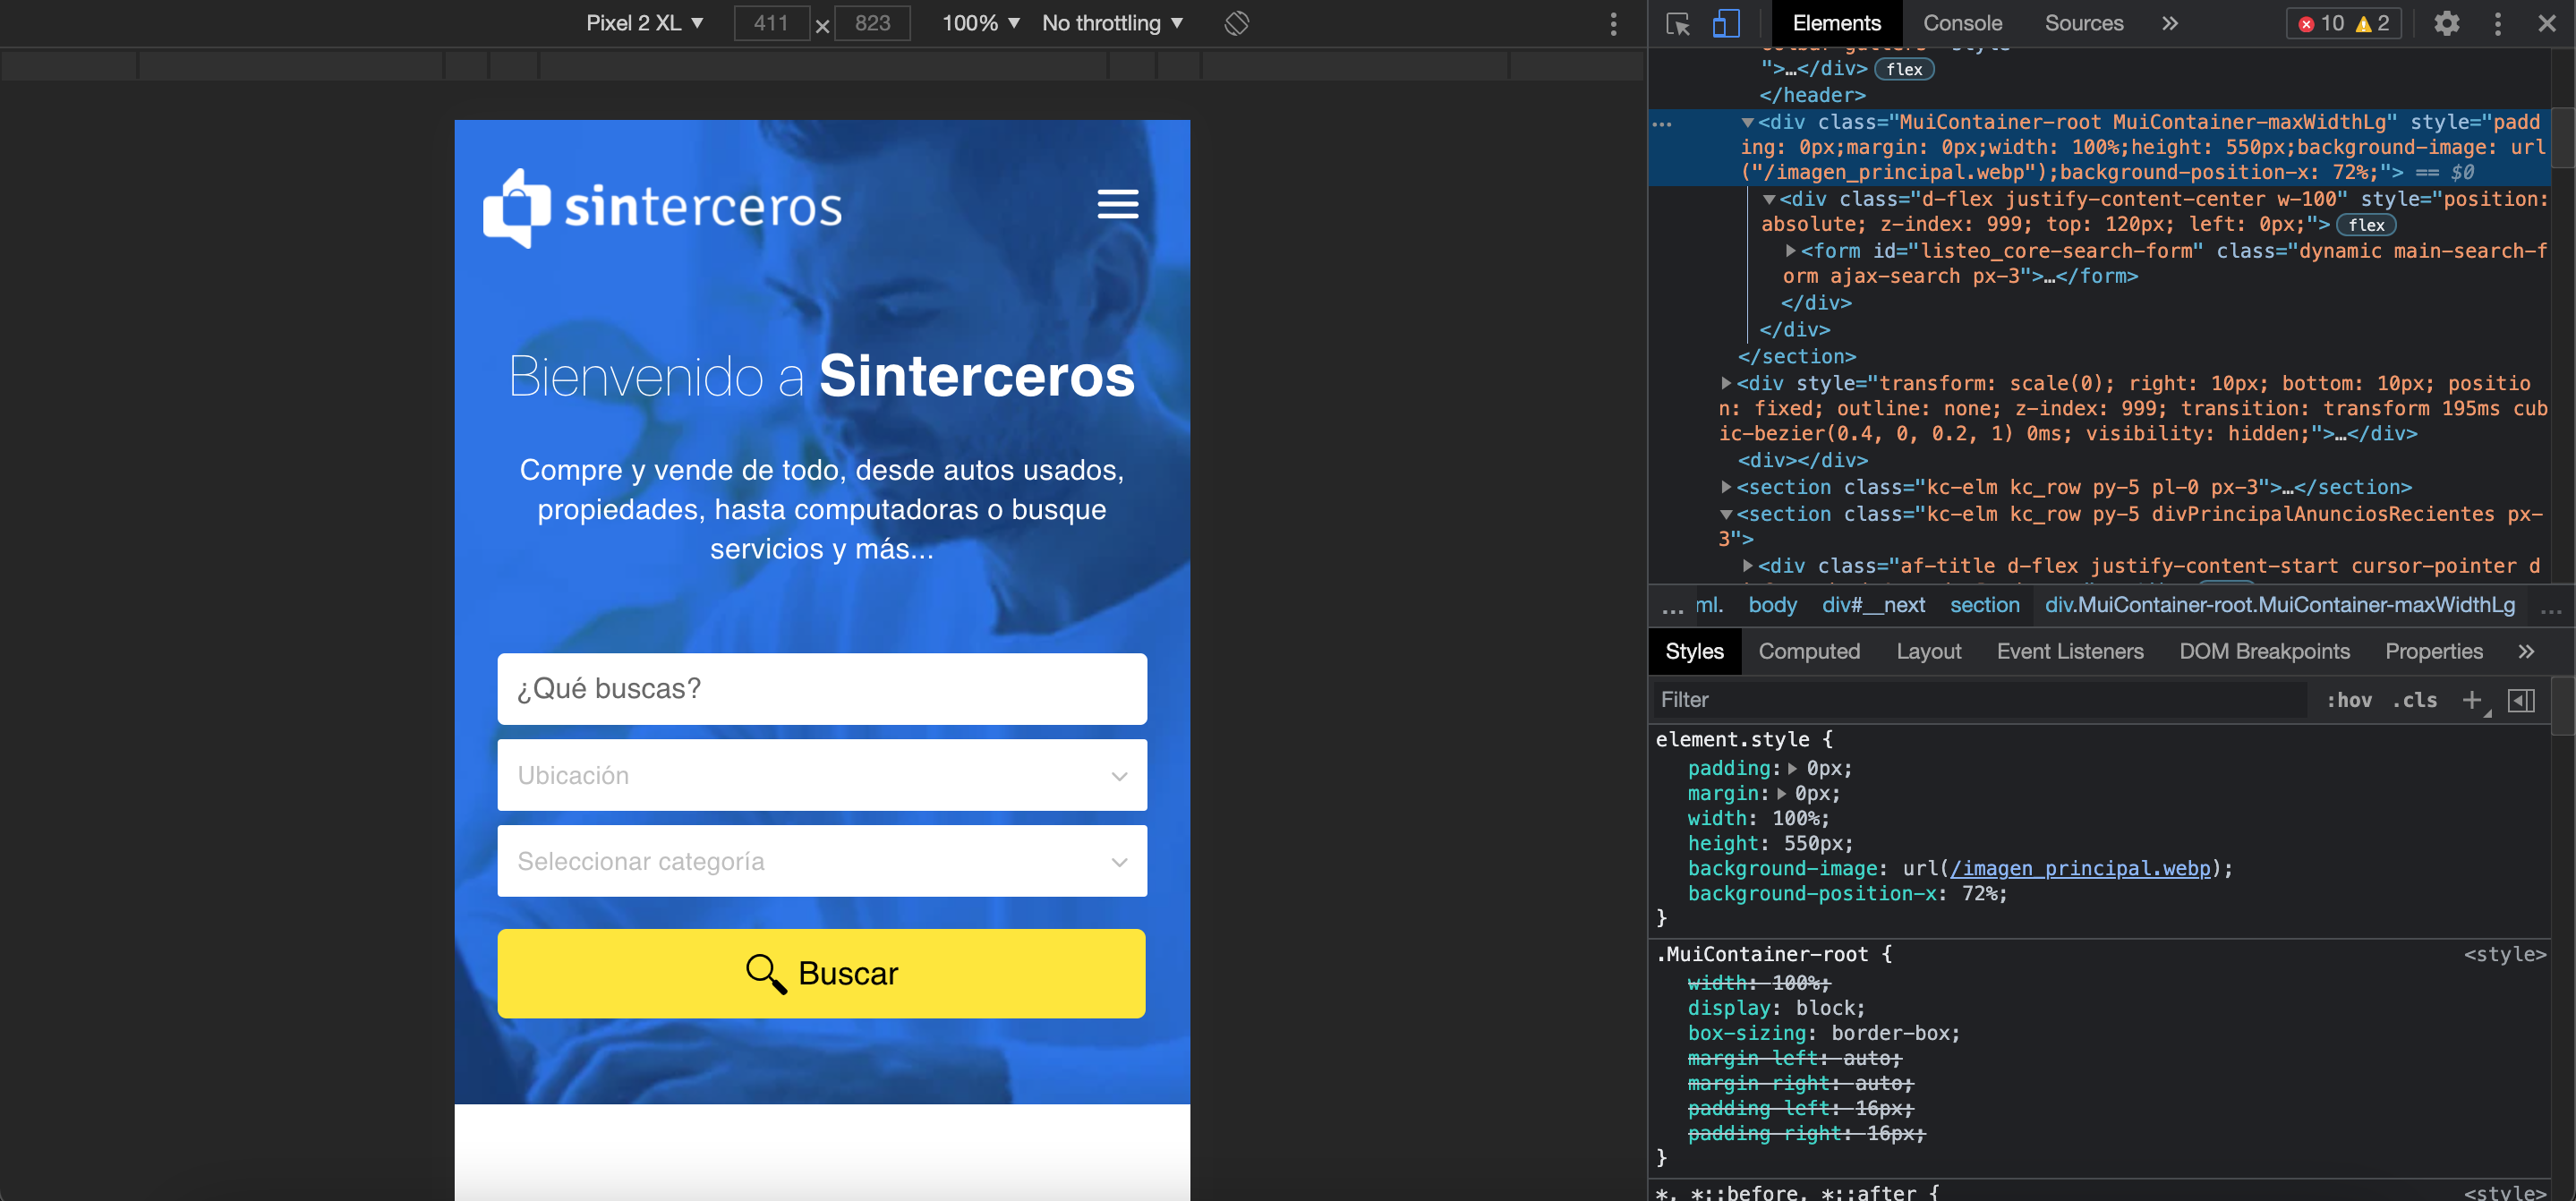 Pixel 2 XL ▼ 411 × 823 100% ▼ No throttling ▼
Elements Console Sources » 10 2
">…</div> flex
</header>
… ▼<div class="MuiContainer-root MuiContainer-maxWidthLg" style="padd
ing: 0px;margin: 0px;width: 100%;height: 550px;background-image: url
("/imagen_principal.webp");background-position-x: 72%;"> == $0
▼<div class="d-flex justify-content-center w-100" style="position:
absolute; z-index: 999; top: 120px; left: 0px;"> flex
▶<form id="listeo_core-search-form" class="dynamic main-search-f
orm ajax-search px-3">…</form>
</div>
</div>
</section>
▶<div style="transform: scale(0); right: 10px; bottom: 10px; positio
n: fixed; outline: none; z-index: 999; transition: transform 195ms cub
ic-bezier(0.4, 0, 0.2, 1) 0ms; visibility: hidden;">…</div>
<div></div>
▶<section class="kc-elm kc_row py-5 pl-0 px-3">…</section>
▼<section class="kc-elm kc_row py-5 divPrincipalAnunciosRecientes px-
3">
▶<div class="af-title d-flex justify-content-start cursor-pointer d
… ml. body div#__next section div.MuiContainer-root.MuiContainer-maxWidthLg …
Styles Computed Layout Event Listeners DOM Breakpoints Properties »
Filter :hov .cls +
element.style {
padding: ▶ 0px;
margin: ▶ 0px;
width: 100%;
height: 550px;
background-image: url(/imagen_principal.webp);
background-position-x: 72%;
}
.MuiContainer-root { <style>
width: 100%;
display: block;
box-sizing: border-box;
margin-left: auto;
margin-right: auto;
padding-left: 16px;
padding-right: 16px;
}
*, *::before, *::after { <style>
sinterceros
Bienvenido a Sinterceros
Compre y vende de todo, desde autos usados,
propiedades, hasta computadoras o busque
servicios y más...
¿Qué buscas?
Ubicación
Seleccionar categoría
Buscar